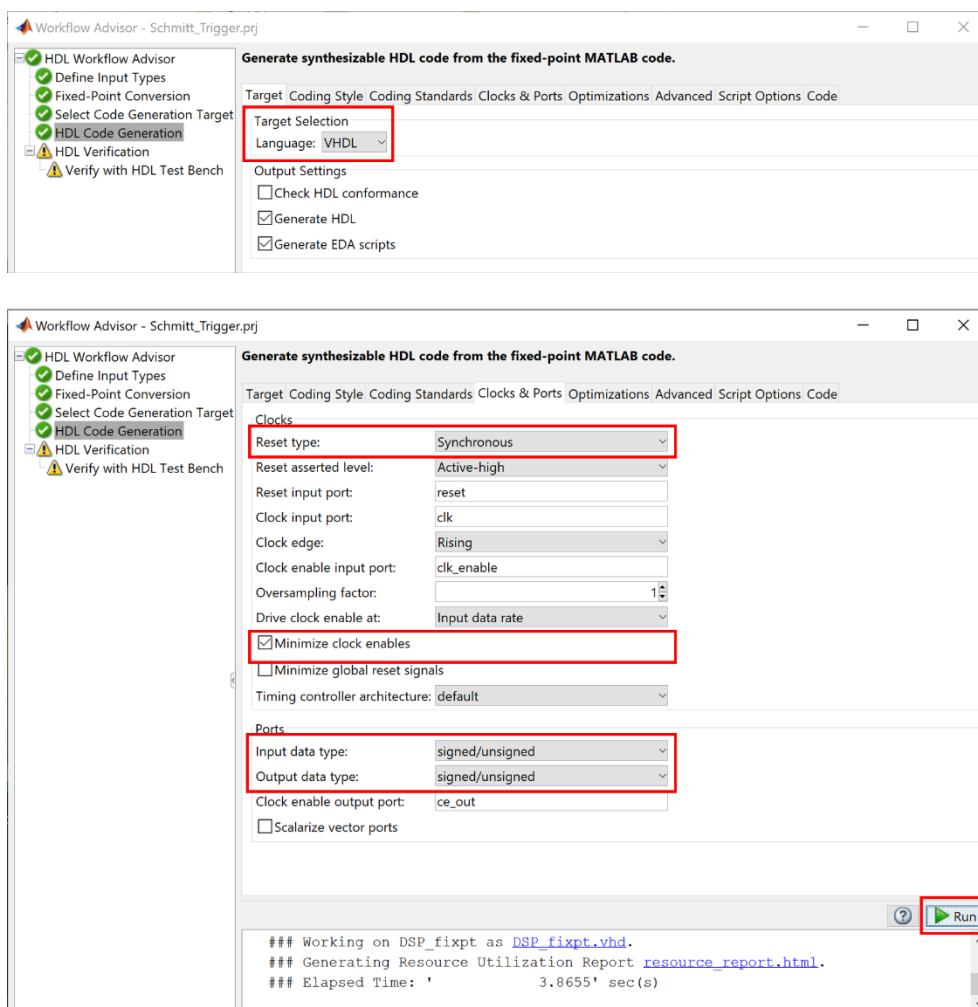 Workflow Advisor - Schmitt_Trigger.prj
HDL Workflow Advisor
Define Input Types
Fixed-Point Conversion
Select Code Generation Target
HDL Code Generation
HDL Verification
Verify with HDL Test Bench
Generate synthesizable HDL code from the fixed-point MATLAB code.
Target Coding Style Coding Standards Clocks & Ports Optimizations Advanced Script Options Code
Target Selection
Language: VHDL
Output Settings
Check HDL conformance
Generate HDL
Generate EDA scripts
Workflow Advisor - Schmitt_Trigger.prj
HDL Workflow Advisor
Define Input Types
Fixed-Point Conversion
Select Code Generation Target
HDL Code Generation
HDL Verification
Verify with HDL Test Bench
Generate synthesizable HDL code from the fixed-point MATLAB code.
Target Coding Style Coding Standards Clocks & Ports Optimizations Advanced Script Options Code
Clocks
Reset type: Synchronous
Reset asserted level: Active-high
Reset input port: reset
Clock input port: clk
Clock edge: Rising
Clock enable input port: clk_enable
Oversampling factor: 1
Drive clock enable at: Input data rate
Minimize clock enables
Minimize global reset signals
Timing controller architecture: default
Ports
Input data type: signed/unsigned
Output data type: signed/unsigned
Clock enable output port: ce_out
Scalarize vector ports
? Run
### Working on DSP_fixpt as DSP_fixpt.vhd.
### Generating Resource Utilization Report resource_report.html.
### Elapsed Time: ' 3.8655' sec(s)